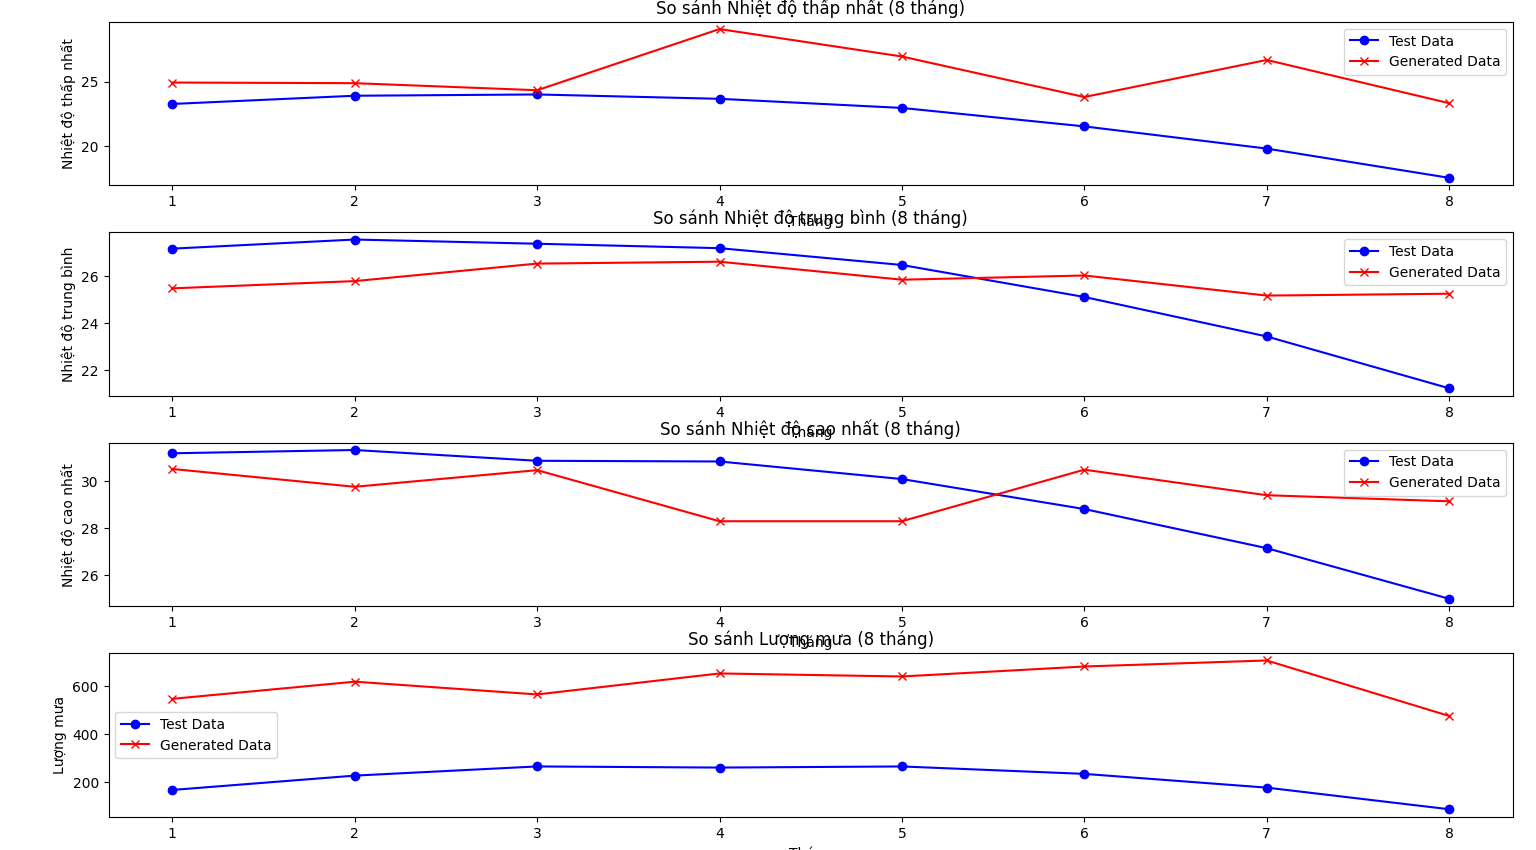 So sánh Nhiệt độ thấp nhất (8 tháng)
Nhiệt độ thấp nhất
25
20
Test Data
Generated Data
1 2 3 4 5 6 7 8
Tháng
So sánh Nhiệt độ trung bình (8 tháng)
Nhiệt độ trung bình
26
24
22
Test Data
Generated Data
1 2 3 4 5 6 7 8
Tháng
So sánh Nhiệt độ cao nhất (8 tháng)
Nhiệt độ cao nhất
30
28
26
Test Data
Generated Data
1 2 3 4 5 6 7 8
Tháng
So sánh Lượng mưa (8 tháng)
Lượng mưa
600
400
200
Test Data
Generated Data
1 2 3 4 5 6 7 8